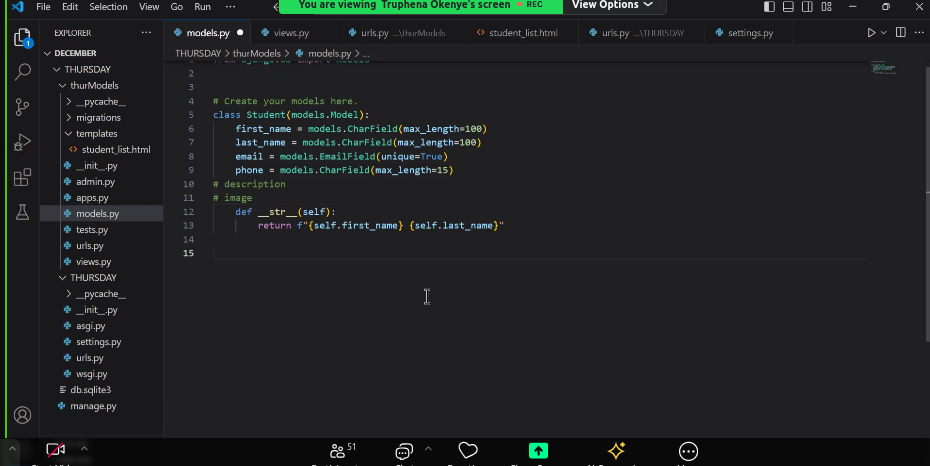 File Edit Selection View Go Run ···
You are viewing Truphena Okenye's screen REC
View Options
EXPLORER ···
models.py views.py urls.py ...\thurModels student_list.html urls.py ...\THURSDAY settings.py
THURSDAY > thurModels > models.py > ...
1
DECEMBER
THURSDAY
thurModels
__pycache__
migrations
templates
student_list.html
__init__.py
admin.py
apps.py
models.py
tests.py
urls.py
views.py
THURSDAY
__pycache__
__init__.py
asgi.py
settings.py
urls.py
wsgi.py
db.sqlite3
manage.py
2
3
4 # Create your models here.
5 class Student(models.Model):
6 first_name = models.CharField(max_length=100)
7 last_name = models.CharField(max_length=100)
8 email = models.EmailField(unique=True)
9 phone = models.CharField(max_length=15)
10 # description
11 # image
12 def __str__(self):
13 return f"{self.first_name} {self.last_name}"
14
15
51